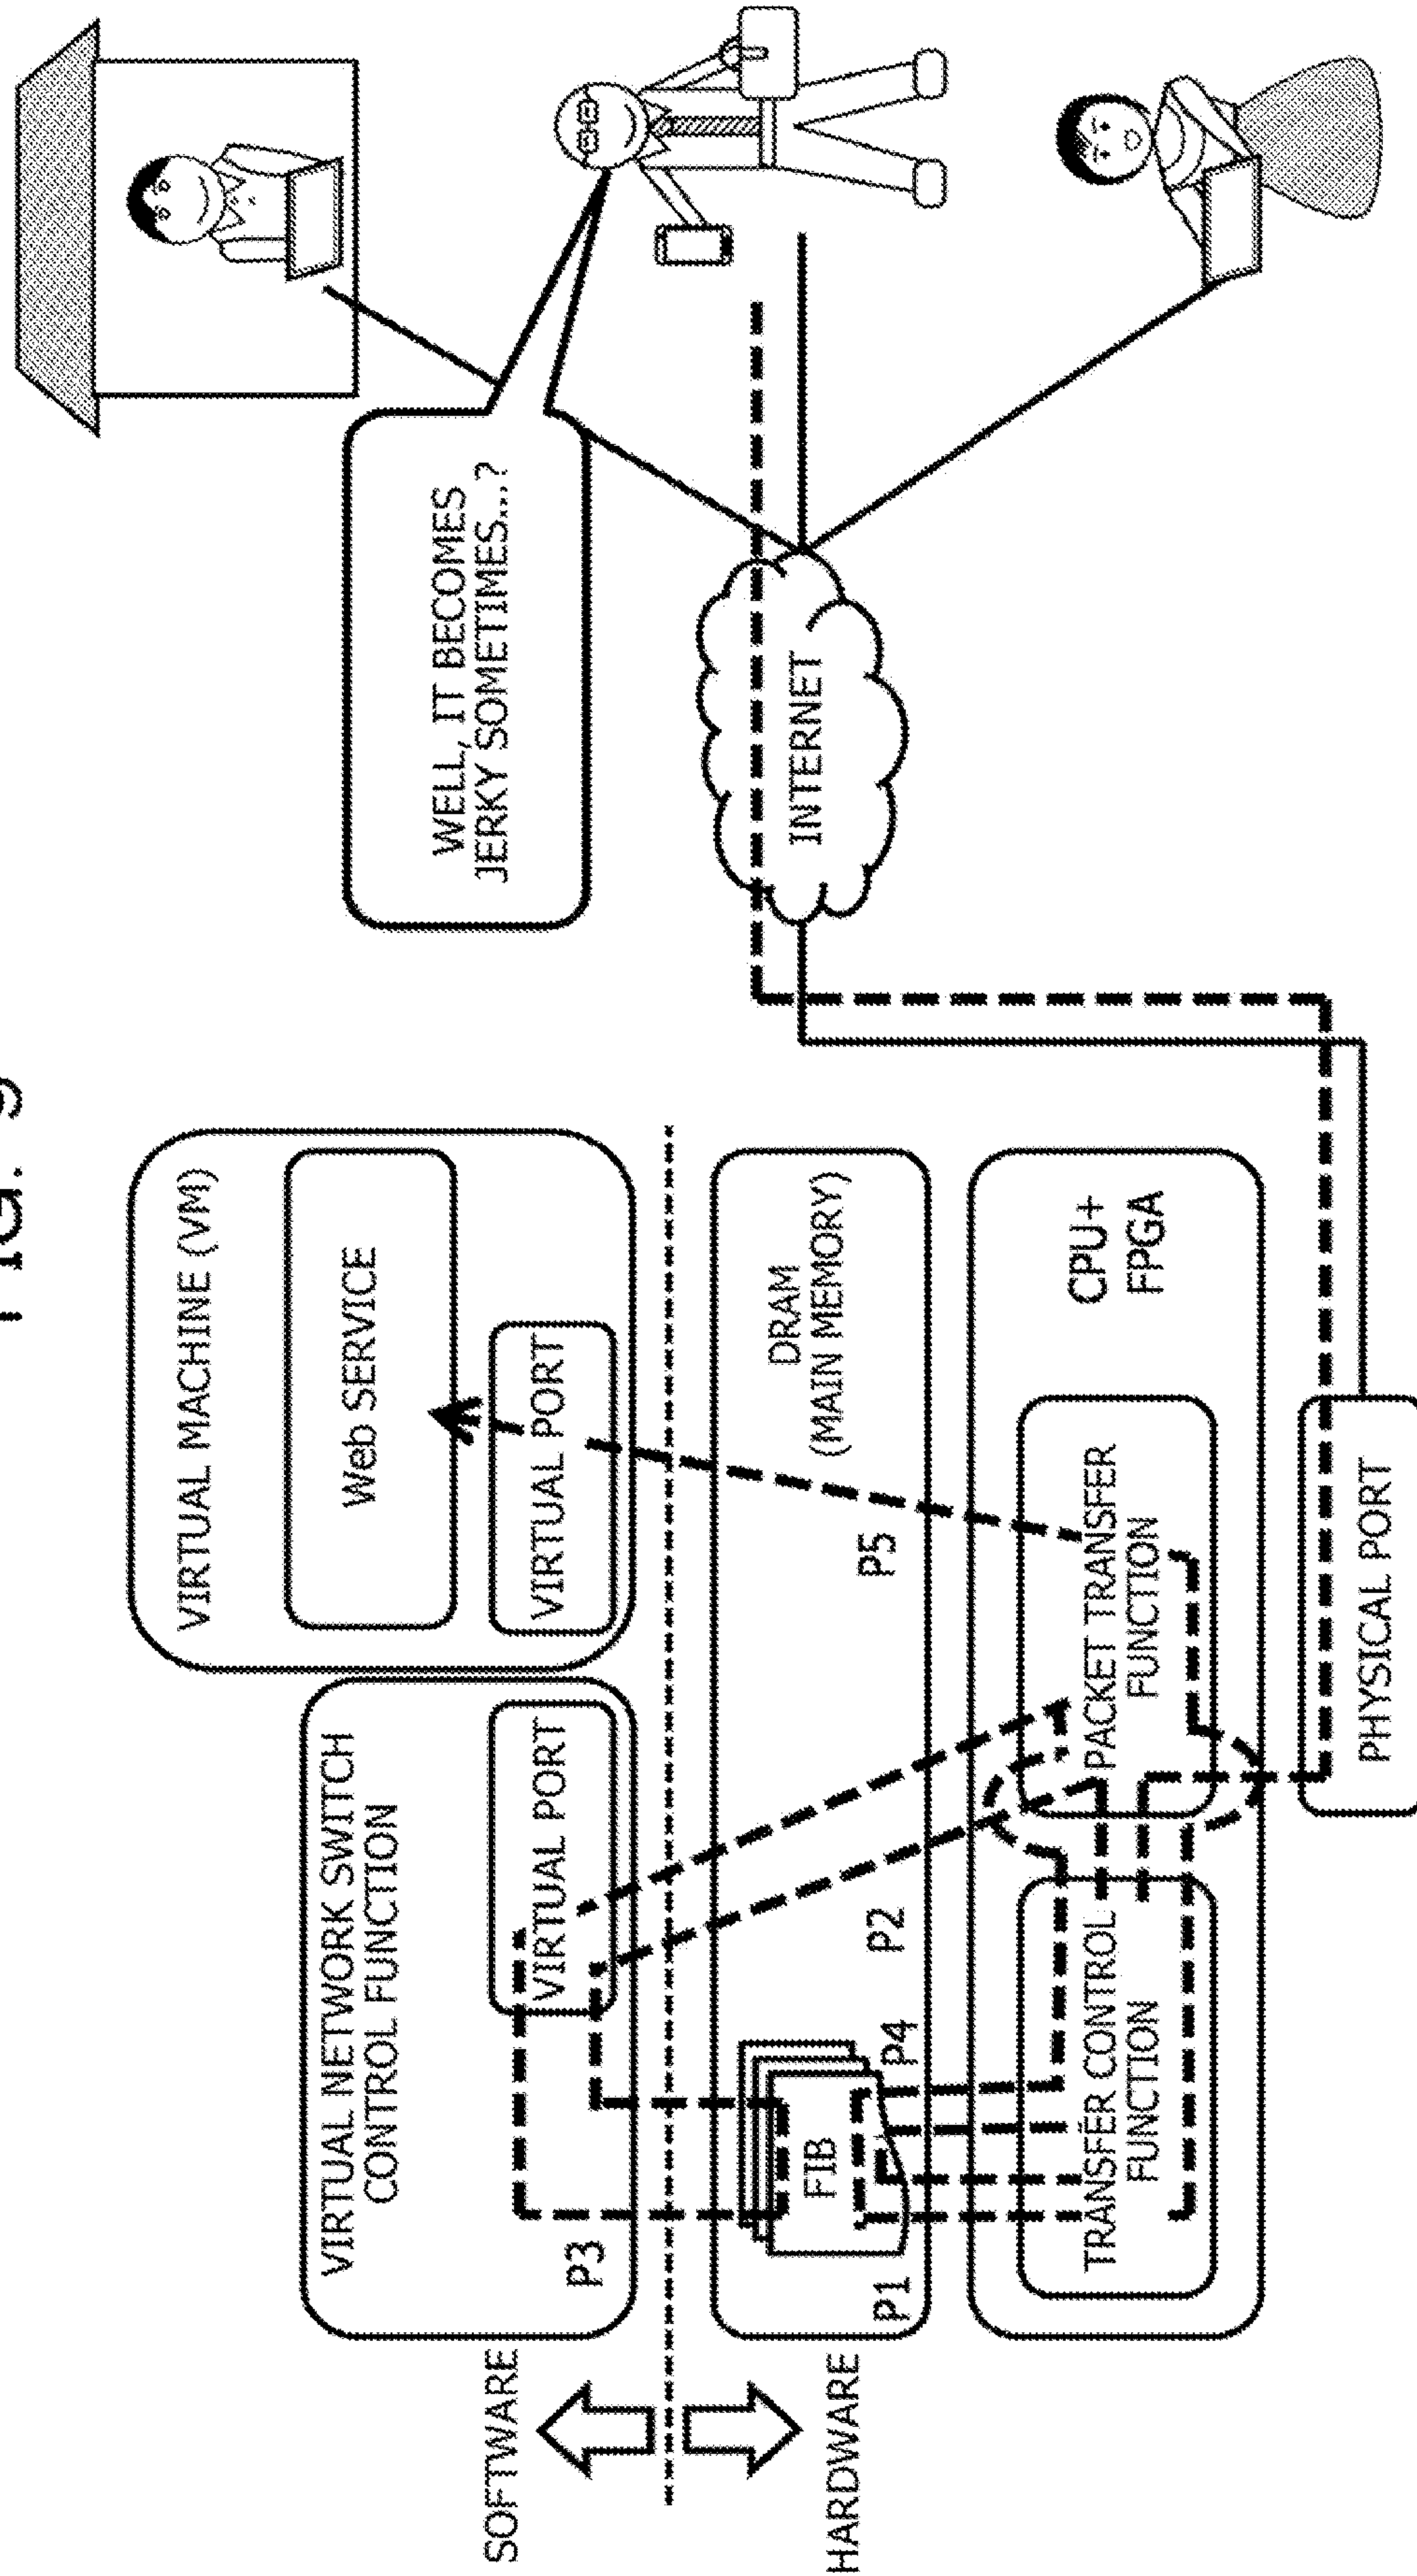 FIG. 9
SOFTWARE
HARDWARE
VIRTUAL NETWORK SWITCH
CONTROL FUNCTION
VIRTUAL PORT
P3
VIRTUAL MACHINE (VM)
Web SERVICE
VIRTUAL PORT
FIB
P1
P4
P2
P5
DRAM
(MAIN MEMORY)
TRANSFER CONTROL
FUNCTION
PACKET TRANSFER
FUNCTION
CPU+
FPGA
PHYSICAL PORT
WELL, IT BECOMES
JERKY SOMETIMES...?
INTERNET